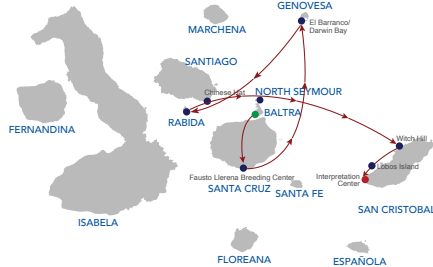 GENOVESA
El Barranco/
Darwin Bay
MARCHENA
SANTIAGO
Chinese Hat
NORTH SEYMOUR
RABIDA
BALTRA
FERNANDINA
Witch Hill
Lobos Island
Interpretation
Center
Fausto Llerena Breeding Center
SANTA CRUZ
SANTA FE
SAN CRISTOBAL
ISABELA
FLOREANA
ESPAÑOLA